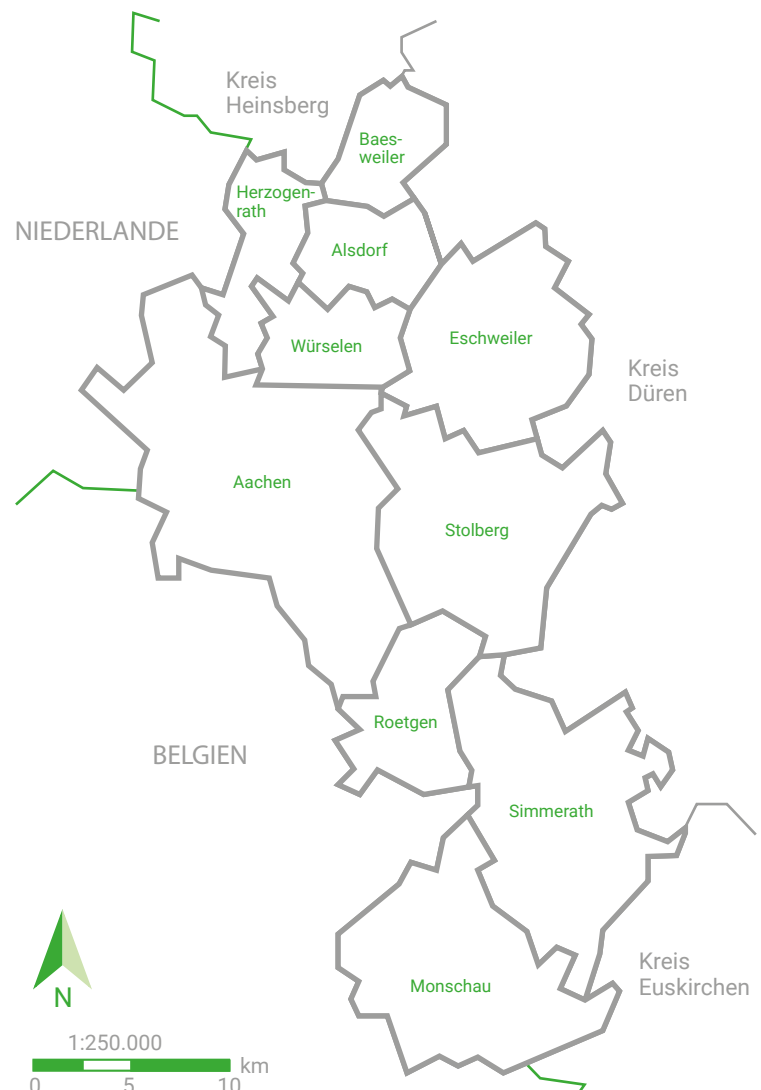 Kreis
Heinsberg
Baes-
weiler
Herzogen-
rath
NIEDERLANDE
Alsdorf
Würselen
Eschweiler
Kreis
Düren
Aachen
Stolberg
Roetgen
BELGIEN
Simmerath
Kreis
Euskirchen
Monschau
N
1:250.000
km
0 5 10